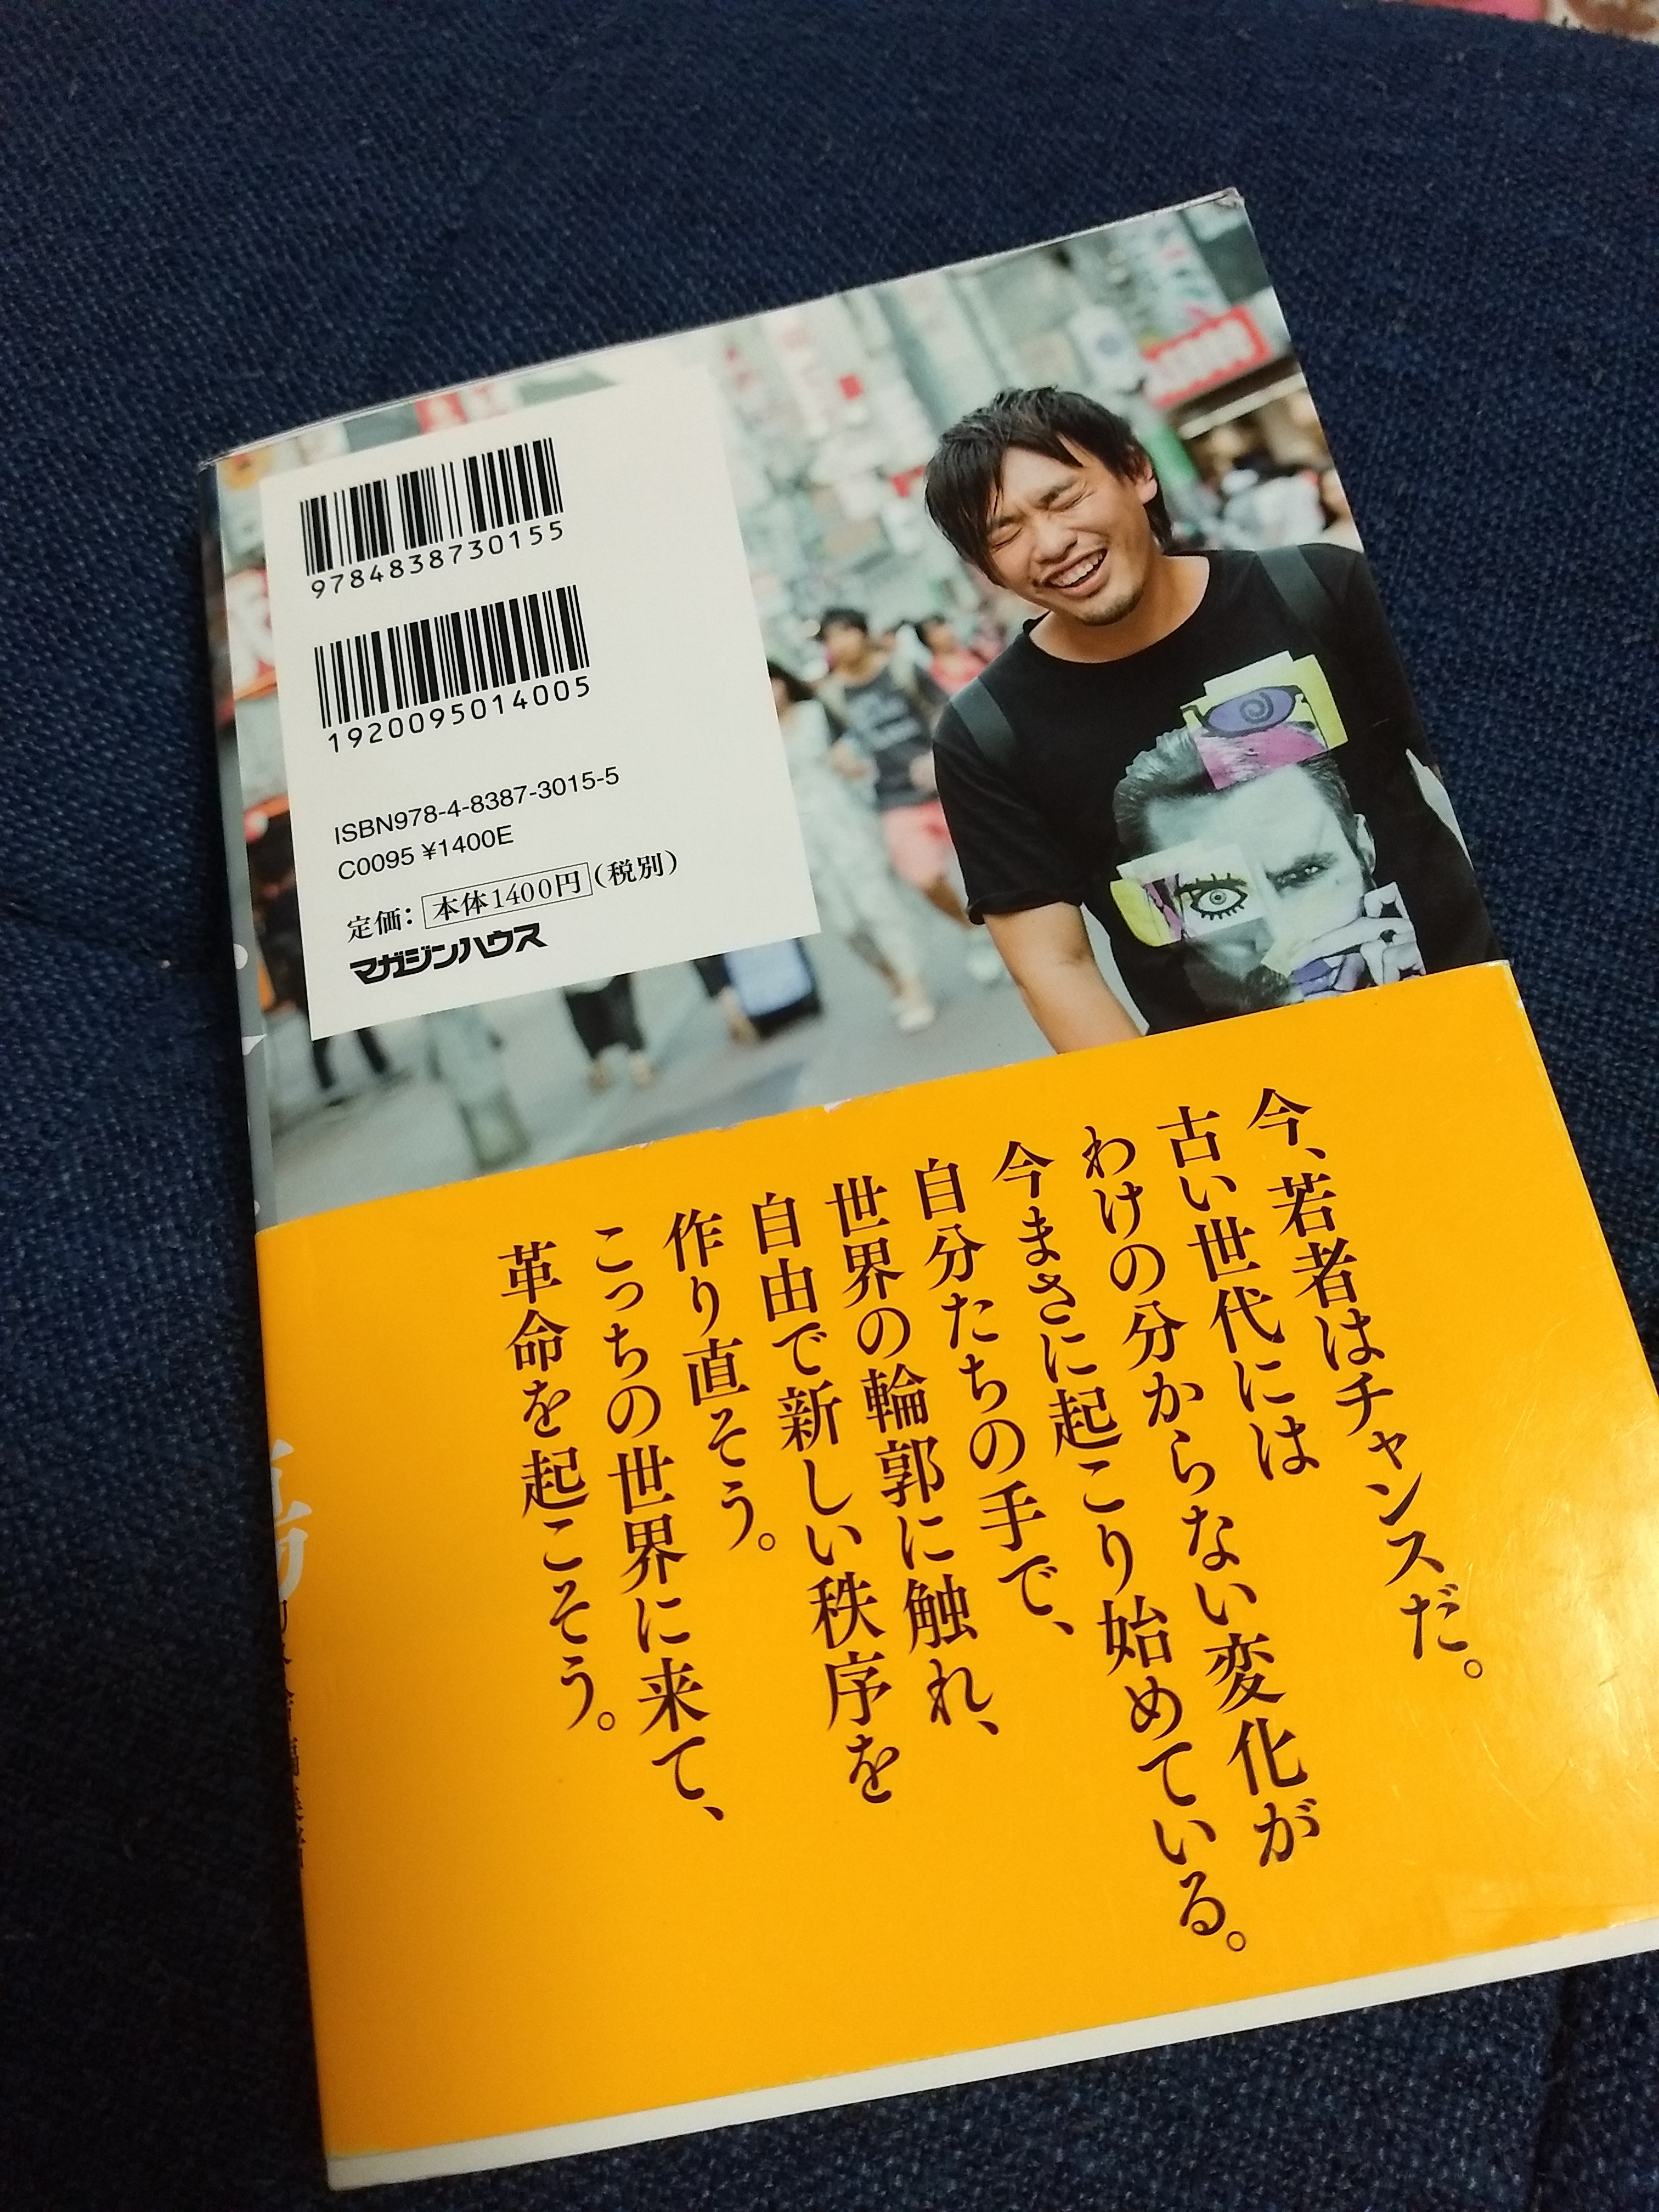 9784838730155
1920095014005
ISBN978-4-8387-3015-5
C0095 ¥1400E
定価：本体1400円（税別）
マガジンハウス
今、若者はチャンスだ。
古い世代には
わけの分からない変化が
今まさに起こり始めている。
自分たちの手で、
世界の輪郭に触れ、
自由で新しい秩序を
作り直そう。
こっちの世界に来て、
革命を起こそう。